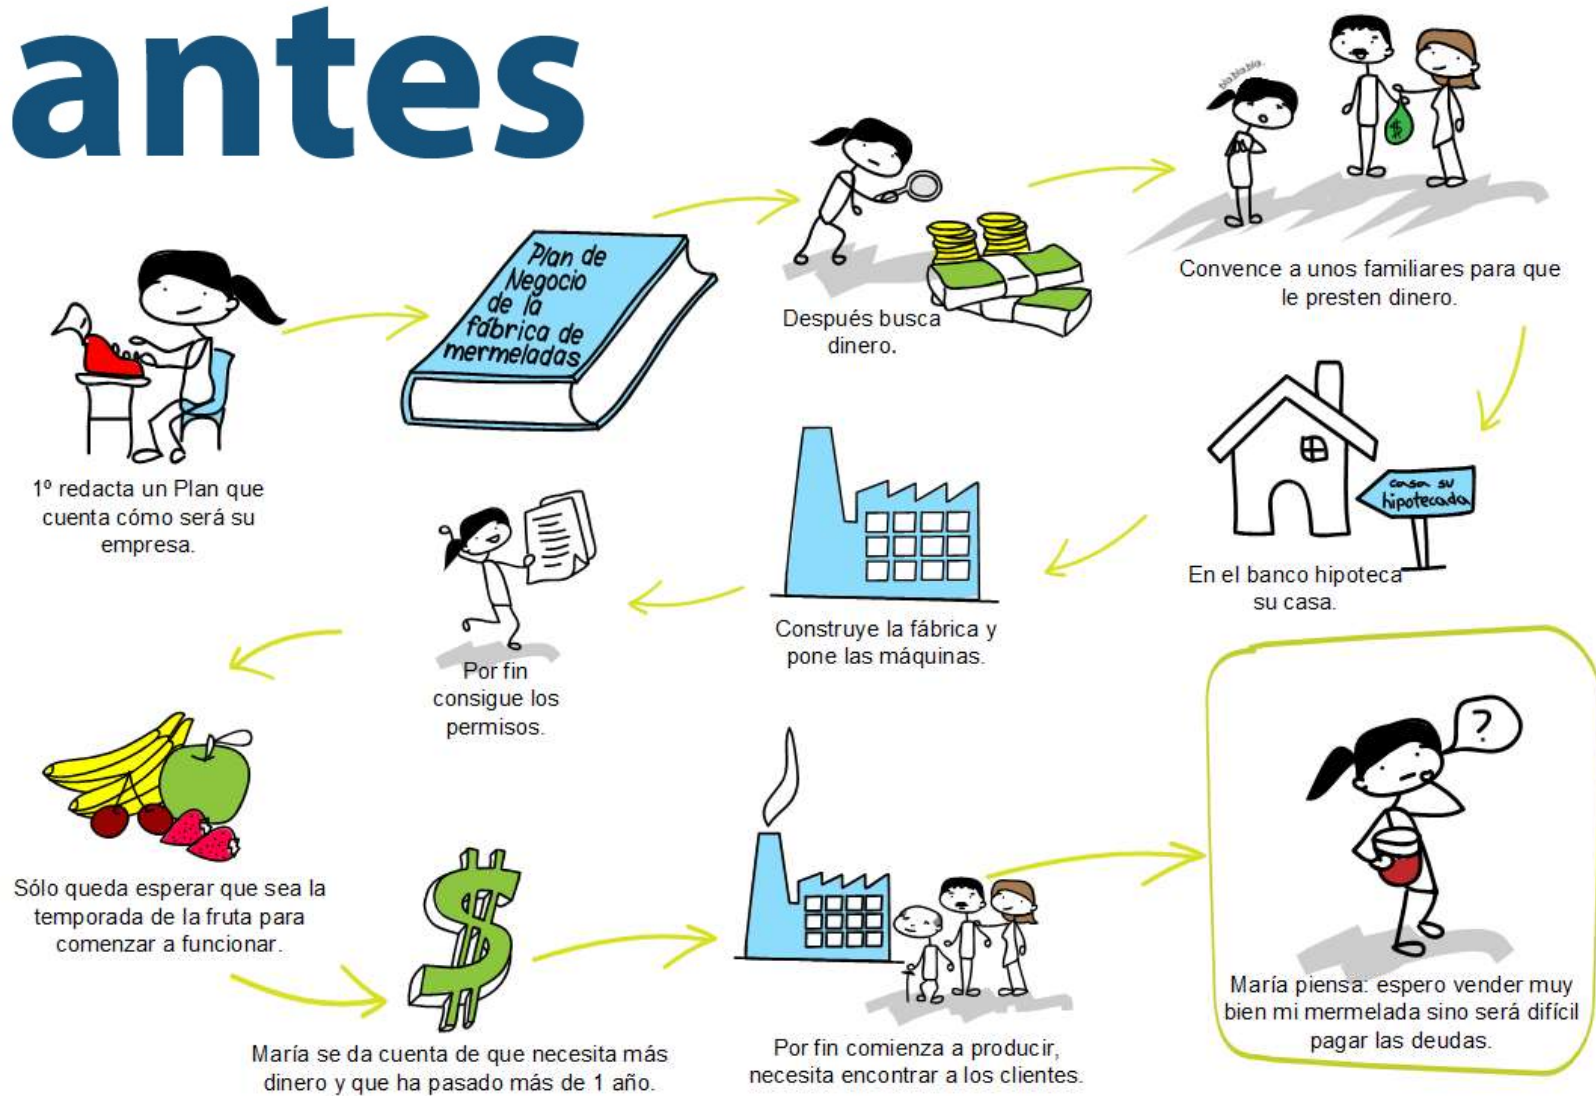 antes
1º redacta un Plan que
cuenta cómo será su
empresa.
Plan de
Negocio
de la
fábrica de
mermeladas
Después busca
dinero.
bla,bla,bla.
$
Convence a unos familiares para que
le presten dinero.
casa su
hipotecada
En el banco hipoteca
su casa.
Construye la fábrica y
pone las máquinas.
Por fin
consigue los
permisos.
Sólo queda esperar que sea la
temporada de la fruta para
comenzar a funcionar.
$
María se da cuenta de que necesita más
dinero y que ha pasado más de 1 año.
Por fin comienza a producir,
necesita encontrar a los clientes.
?
María piensa: espero vender muy
bien mi mermelada sino será difícil
pagar las deudas.